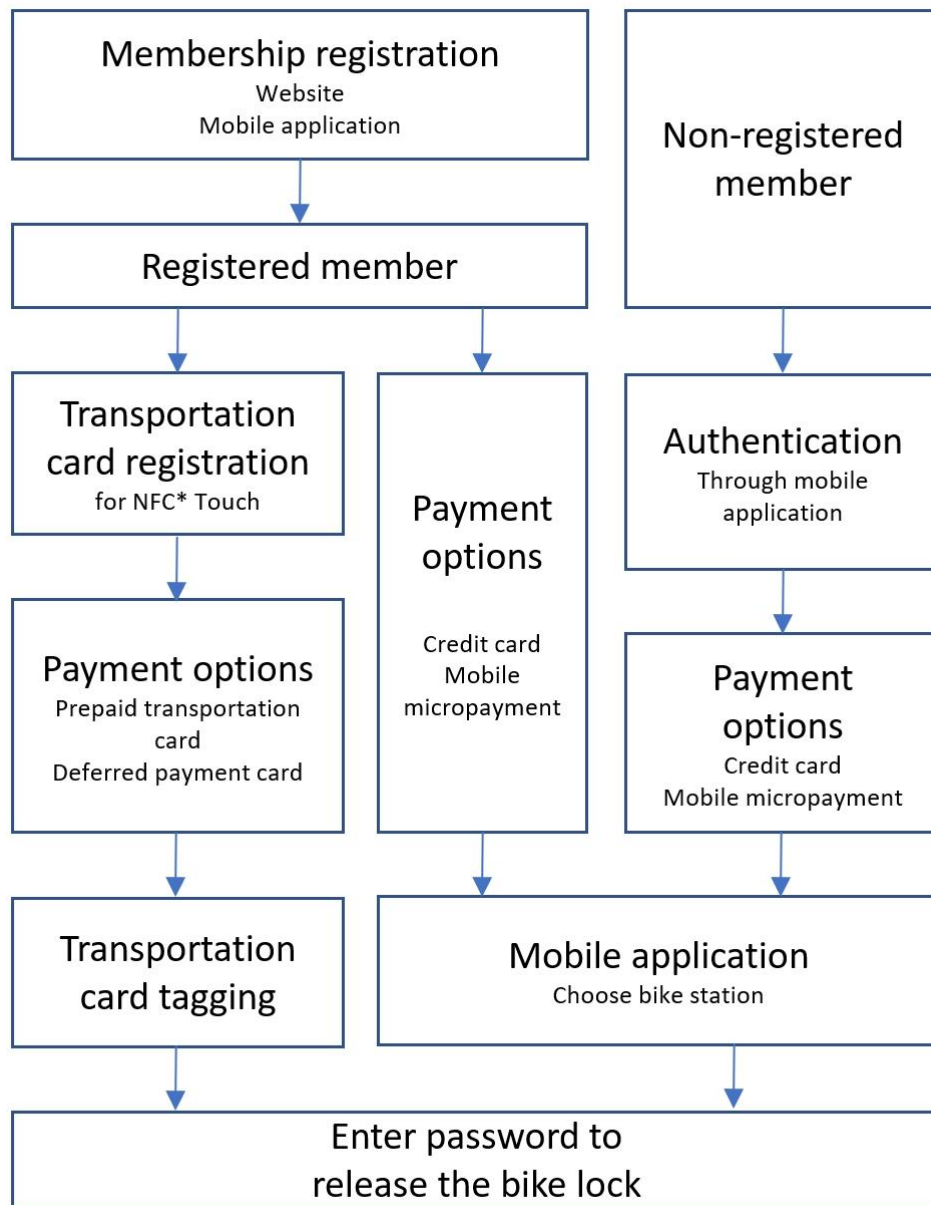 Membership registration
Website
Mobile application
Non-registered
member
Registered member
Transportation
card registration
for NFC* Touch
Payment
options
Credit card
Mobile
micropayment
Authentication
Through mobile
application
Payment options
Prepaid transportation
card
Deferred payment card
Payment
options
Credit card
Mobile micropayment
Transportation
card tagging
Mobile application
Choose bike station
Enter password to
release the bike lock